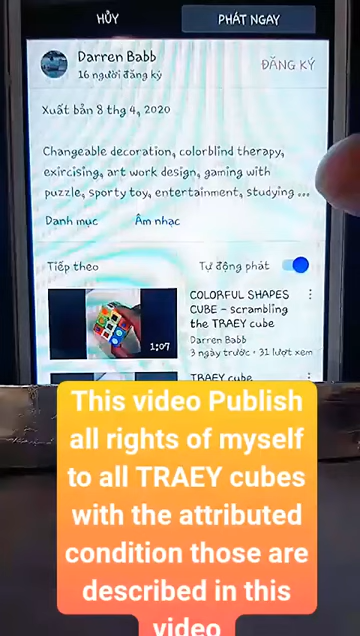 HỦY
PHÁT NGAY
Darren Babb
16 người đăng ký
ĐĂNG KÝ
Xuất bản 8 thg 4, 2020
Changeable decoration, colorblind therapy,
exircising, art work design, gaming with
puzzle, sporty toy, entertainment, studying ...
Danh mục
Âm nhạc
Tiếp theo
Tự động phát
COLORFUL SHAPES
CUBE - scrambling
the TRAEY cube
Darren Babb
3 ngày trước • 31 lượt xem
1:07
TRAEY cube
This video Publish
all rights of myself
to all TRAEY cubes
with the attributed
condition those are
described in this
video